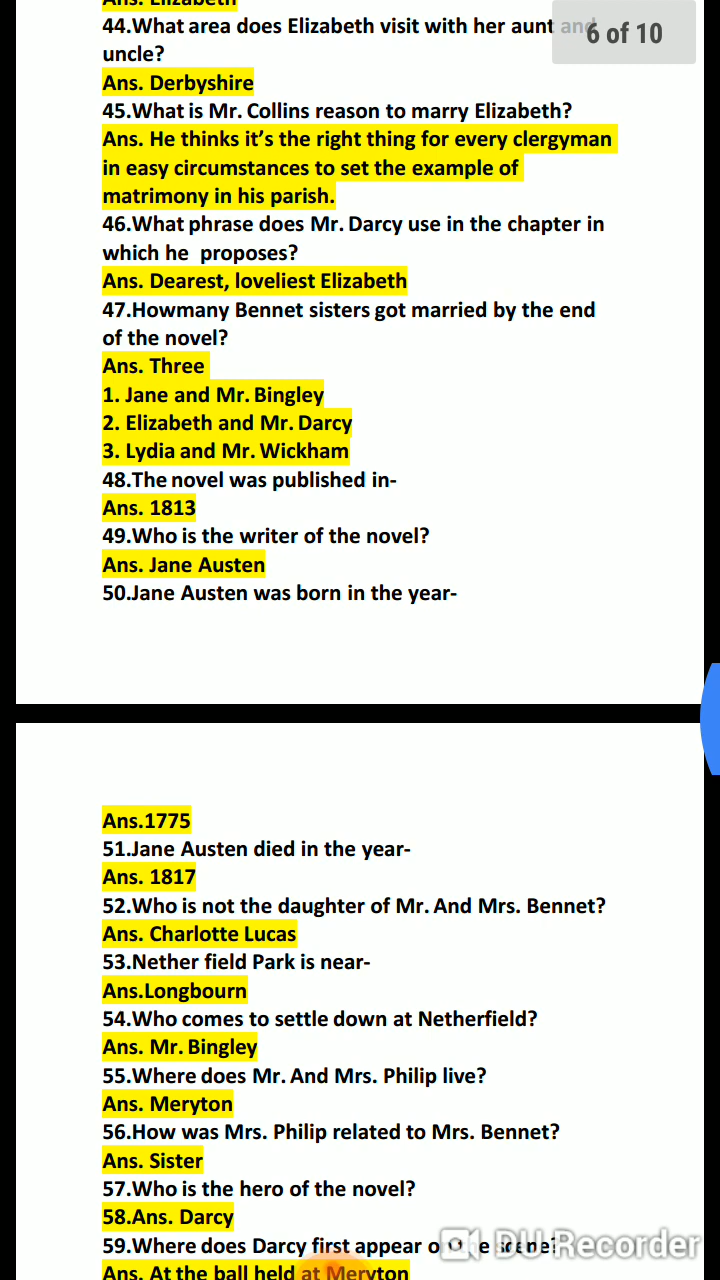 Ans. Elizabeth
44.What area does Elizabeth visit with her aunt and
6 of 10
uncle?
Ans. Derbyshire
45.What is Mr. Collins reason to marry Elizabeth?
Ans. He thinks it’s the right thing for every clergyman
in easy circumstances to set the example of
matrimony in his parish.
46.What phrase does Mr. Darcy use in the chapter in
which he proposes?
Ans. Dearest, loveliest Elizabeth
47.Howmany Bennet sisters got married by the end
of the novel?
Ans. Three
1. Jane and Mr. Bingley
2. Elizabeth and Mr. Darcy
3. Lydia and Mr. Wickham
48.The novel was published in-
Ans. 1813
49.Who is the writer of the novel?
Ans. Jane Austen
50.Jane Austen was born in the year-
Ans.1775
51.Jane Austen died in the year-
Ans. 1817
52.Who is not the daughter of Mr. And Mrs. Bennet?
Ans. Charlotte Lucas
53.Nether field Park is near-
Ans.Longbourn
54.Who comes to settle down at Netherfield?
Ans. Mr. Bingley
55.Where does Mr. And Mrs. Philip live?
Ans. Meryton
56.How was Mrs. Philip related to Mrs. Bennet?
Ans. Sister
57.Who is the hero of the novel?
58.Ans. Darcy
59.Where does Darcy first appear on the scene?
DU Recorder
Ans. At the ball held at Meryton